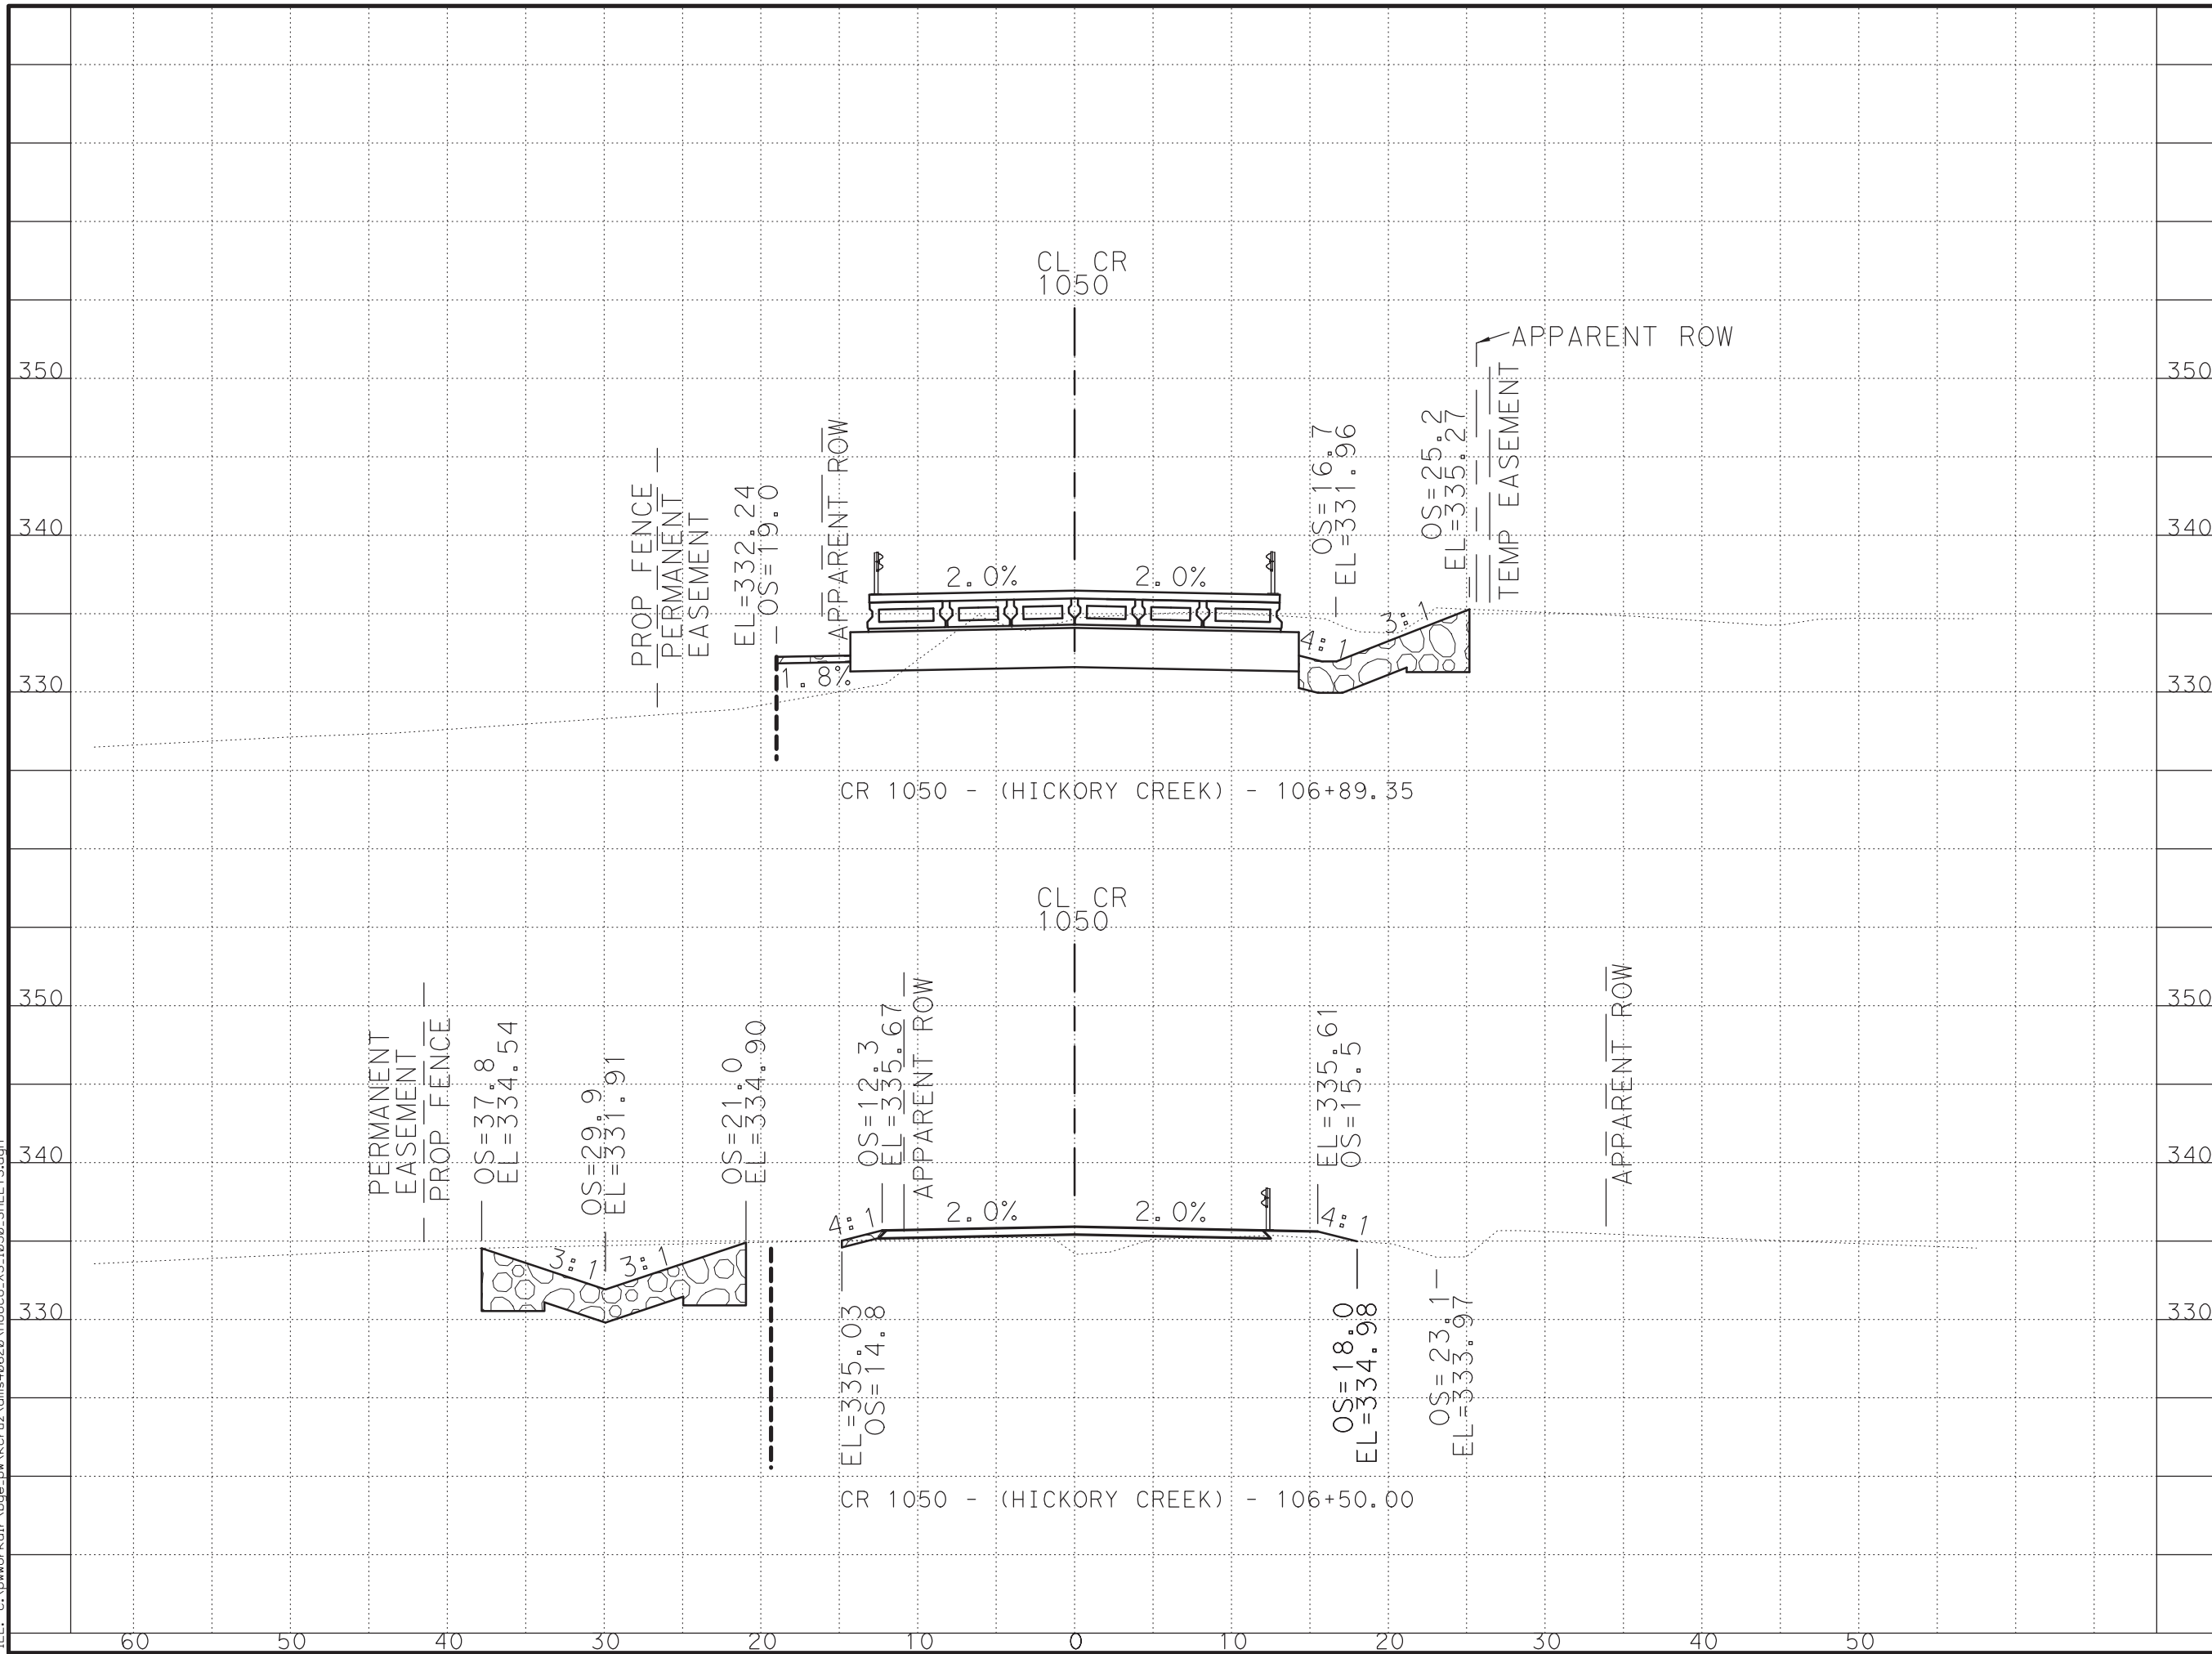 CL CR
1050
APPARENT ROW
350
350
PROP FENCE
PERMANENT
EASEMENT
EL=332.24
OS=19.0
APPARENT ROW
OS=16.7
EL=331.96
OS=25.2
EL=335.27
TEMP EASEMENT
340
340
2.0%
2.0%
4:1
3:1
1.8%
330
330
CR 1050 - (HICKORY CREEK) - 106+89.35
CL CR
1050
350
350
PERMANENT
EASEMENT
PROP FENCE
OS=37.8
EL=334.54
OS=29.9
EL=331.91
OS=21.0
EL=334.90
OS=12.3
EL=335.67
APPARENT ROW
EL=335.61
OS=15.5
APPARENT ROW
340
340
4:1
2.0%
2.0%
4:1
3:1
3:1
330
330
EL=335.03
OS=14.8
OS=18.0
EL=334.98
OS=23.1
EL=333.97
CR 1050 - (HICKORY CREEK) - 106+50.00
60
50
40
30
20
10
0
10
20
30
40
50